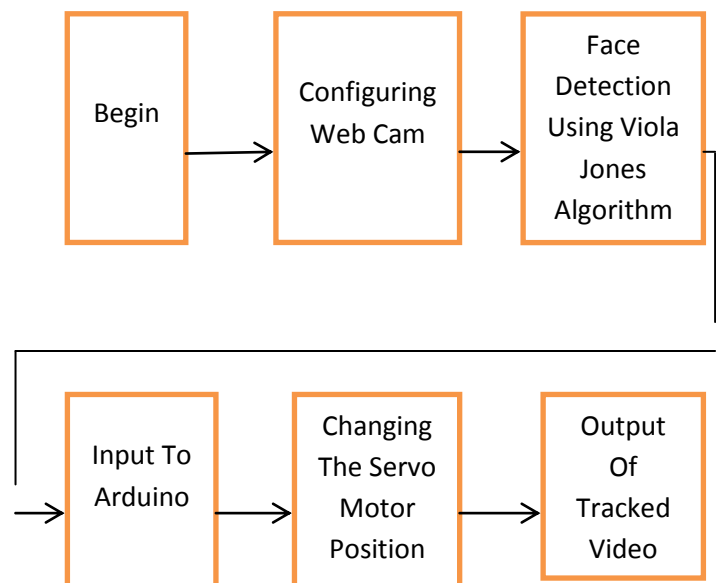 Begin
Configuring
Web Cam
Face
Detection
Using Viola
Jones
Algorithm
Input To
Arduino
Changing
The Servo
Motor
Position
Output
Of
Tracked
Video